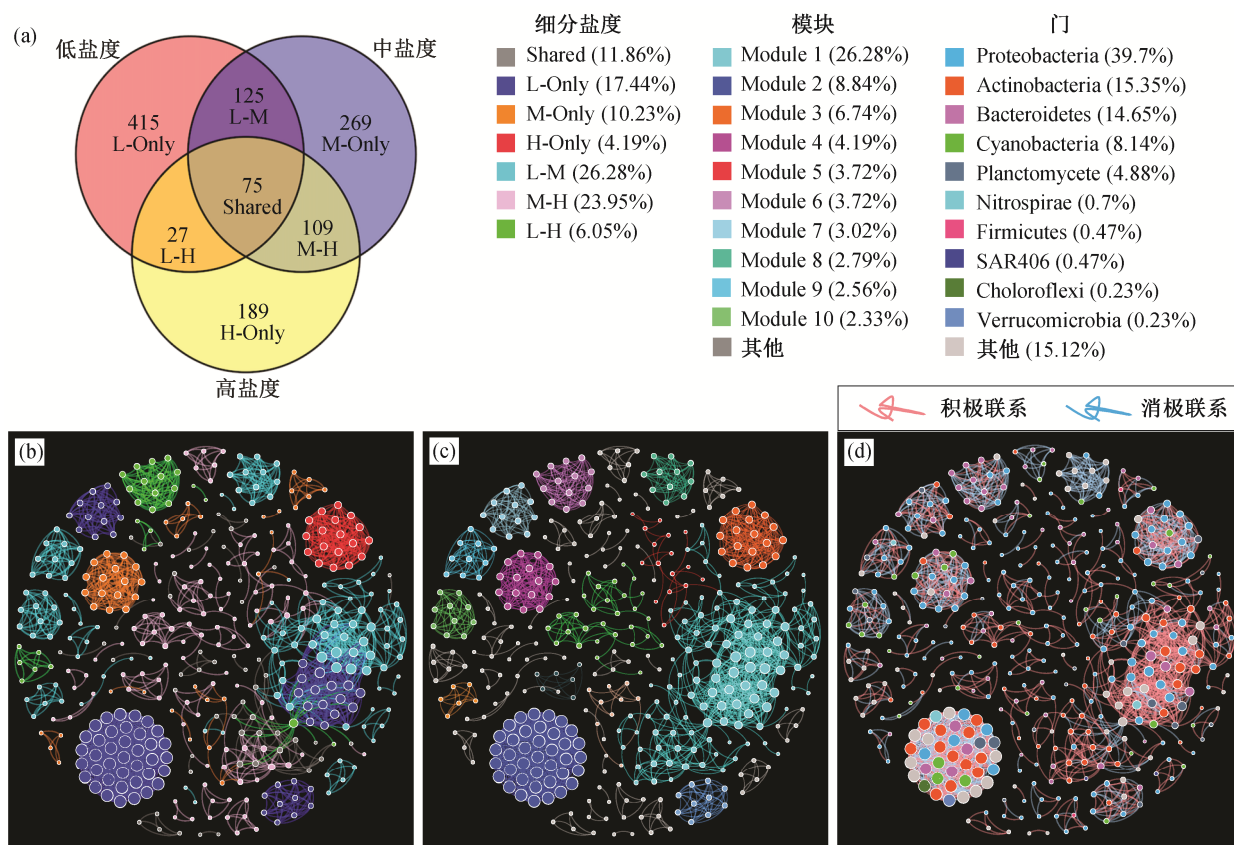 (a)
低盐度
中盐度
125
L-M
415
L-Only
269
M-Only
75
Shared
27
L-H
109
M-H
189
H-Only
高盐度
细分盐度
Shared (11.86%)
L-Only (17.44%)
M-Only (10.23%)
H-Only (4.19%)
L-M (26.28%)
M-H (23.95%)
L-H (6.05%)
模块
Module 1 (26.28%)
Module 2 (8.84%)
Module 3 (6.74%)
Module 4 (4.19%)
Module 5 (3.72%)
Module 6 (3.72%)
Module 7 (3.02%)
Module 8 (2.79%)
Module 9 (2.56%)
Module 10 (2.33%)
其他
门
Proteobacteria (39.7%)
Actinobacteria (15.35%)
Bacteroidetes (14.65%)
Cyanobacteria (8.14%)
Planctomycete (4.88%)
Nitrospirae (0.7%)
Firmicutes (0.47%)
SAR406 (0.47%)
Choloroflexi (0.23%)
Verrucomicrobia (0.23%)
其他 (15.12%)
积极联系
消极联系
(b)
(c)
(d)